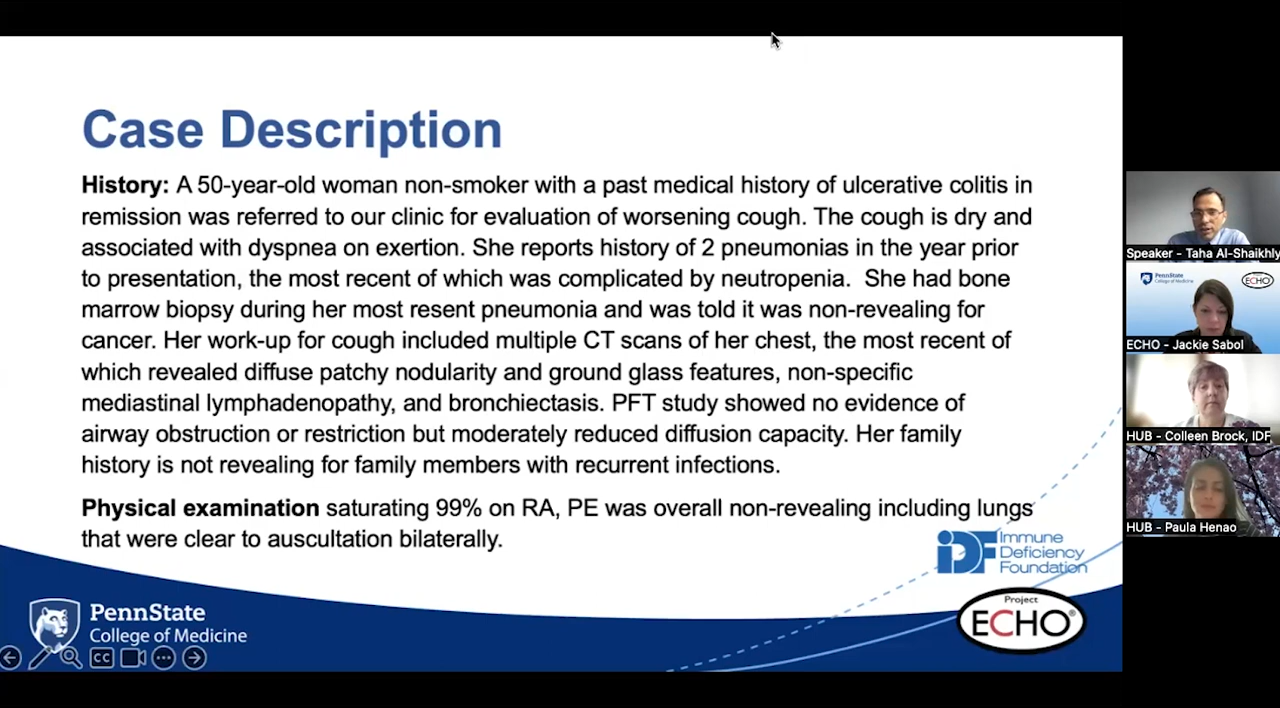 Case Description
History: A 50-year-old woman non-smoker with a past medical history of ulcerative colitis in
remission was referred to our clinic for evaluation of worsening cough. The cough is dry and
associated with dyspnea on exertion. She reports history of 2 pneumonias in the year prior
to presentation, the most recent of which was complicated by neutropenia.  She had bone
marrow biopsy during her most resent pneumonia and was told it was non-revealing for
cancer. Her work-up for cough included multiple CT scans of her chest, the most recent of
which revealed diffuse patchy nodularity and ground glass features, non-specific
mediastinal lymphadenopathy, and bronchiectasis. PFT study showed no evidence of
airway obstruction or restriction but moderately reduced diffusion capacity. Her family
history is not revealing for family members with recurrent infections.
Physical examination saturating 99% on RA, PE was overall non-revealing including lungs
that were clear to auscultation bilaterally.
IDF Immune
Deficiency
Foundation
Project
ECHO®
PennState
College of Medicine
CC
Speaker - Taha Al-Shaikhly
PennState
College of Medicine
ECHO
ECHO - Jackie Sabol
HUB - Colleen Brock, IDF
HUB - Paula Henao